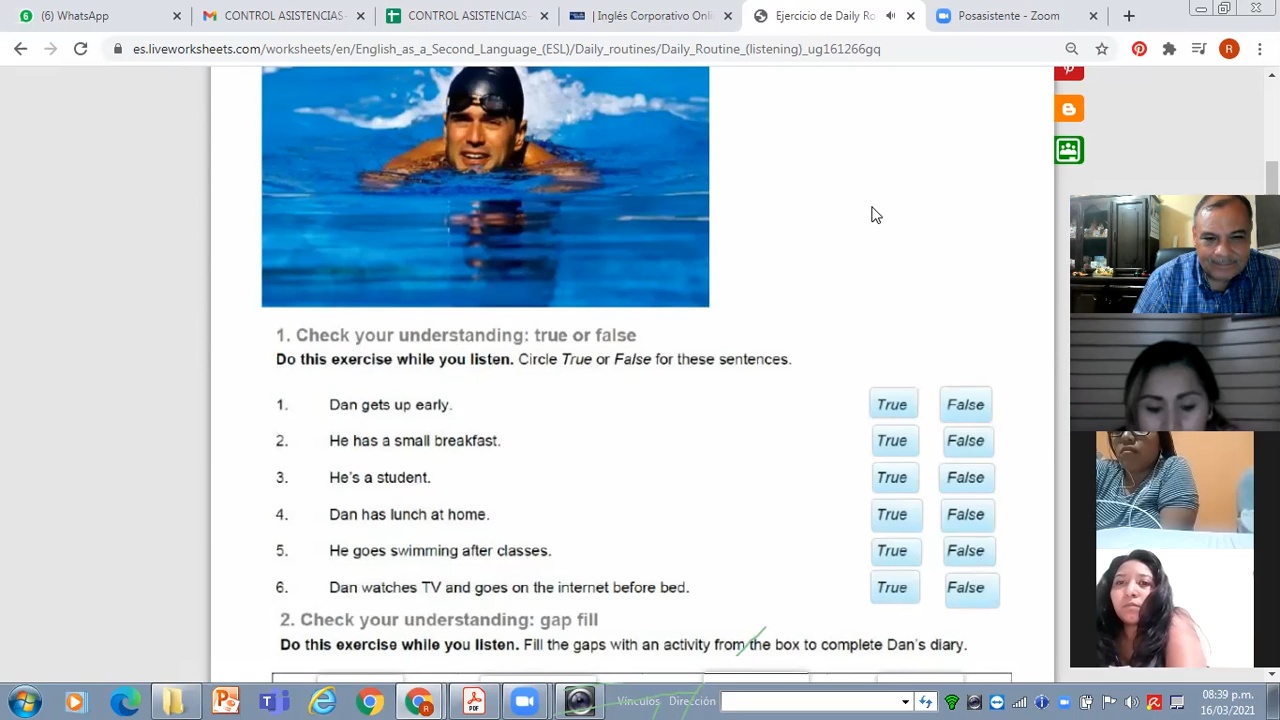 (6) WhatsApp
CONTROL ASISTENCIAS-
CONTROL ASISTENCIAS-
| Inglés Corporativo Onl
Ejercicio de Daily Ro
Posasistente - Zoom
es.liveworksheets.com/worksheets/en/English_as_a_Second_Language_(ESL)/Daily_routines/Daily_Routine_(listening)_ug161266gq
R
1. Check your understanding: true or false
Do this exercise while you listen. Circle True or False for these sentences.
1. Dan gets up early. True False
2. He has a small breakfast. True False
3. He's a student. True False
4. Dan has lunch at home. True False
5. He goes swimming after classes. True False
6. Dan watches TV and goes on the internet before bed. True False
2. Check your understanding: gap fill
Do this exercise while you listen. Fill the gaps with an activity from the box to complete Dan's diary.
Vínculos Dirección
08:39 p.m.
16/03/2021